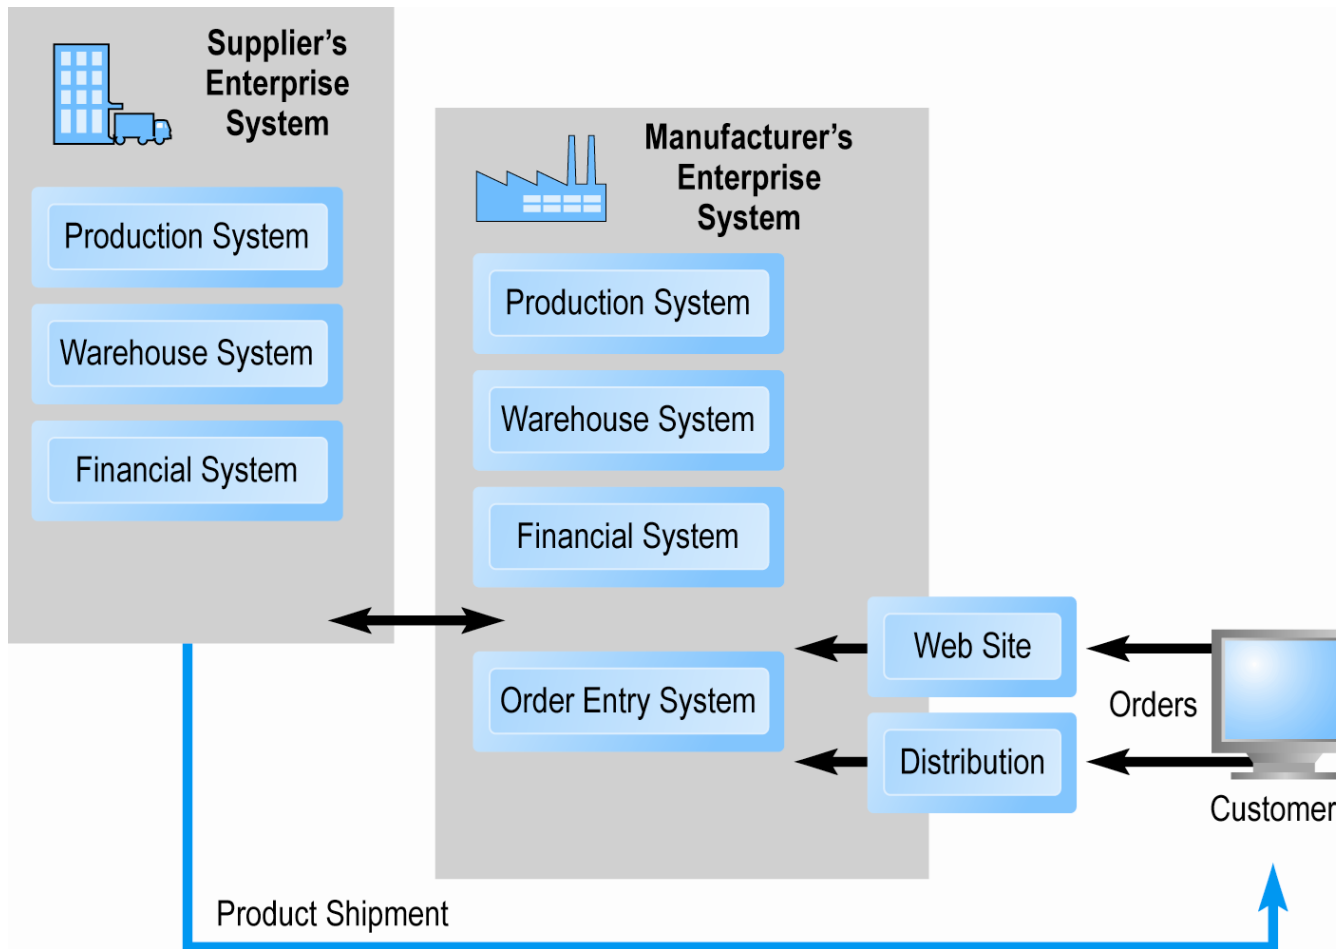 Supplier's
Enterprise
System
Production System
Warehouse System
Financial System
Manufacturer's
Enterprise
System
Production System
Warehouse System
Financial System
Order Entry System
Web Site
Distribution
Orders
Customer
Product Shipment